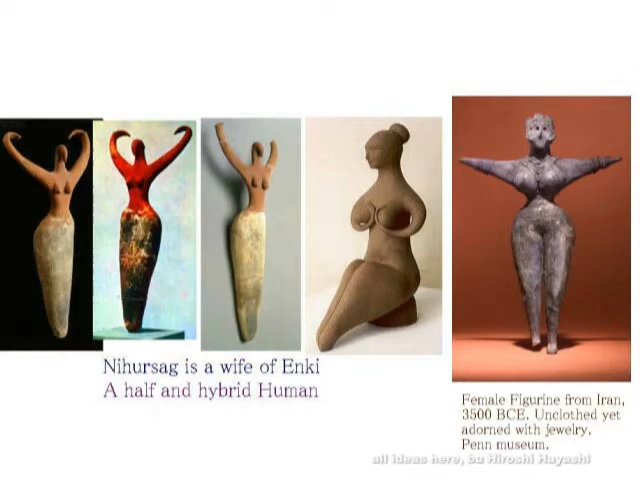 Nihursag is a wife of Enki
A half and hybrid Human
Female Figurine from Iran,
3500 BCE. Unclothed yet
adorned with jewelry.
Penn museum.
all ideas here, bu Hiroshi Hayashi